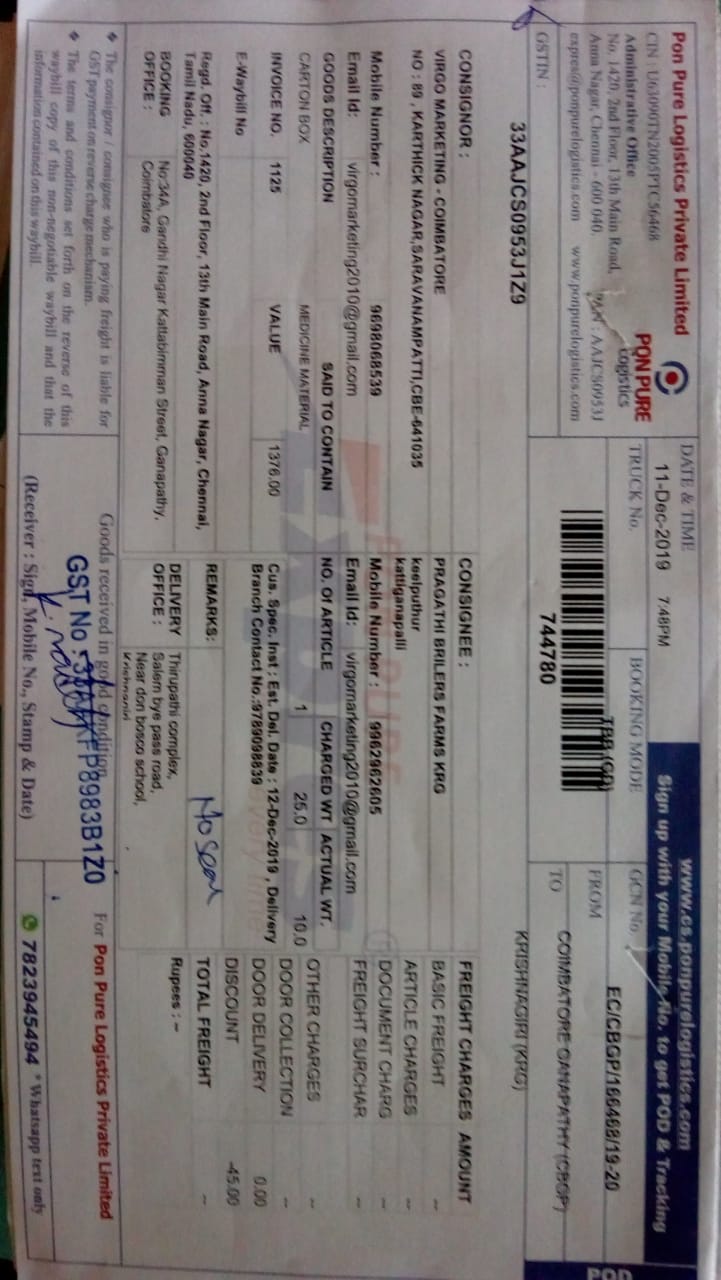 Pon Pure Logistics Private Limited
CIN : U63090TN2005PTC56468
Administrative Office
No. 1420, 2nd Floor, 13th Main Road,
Anna Nagar, Chennai - 600 040.
PAN : AAJCS0953J
expres@ponpurelogistics.com www.ponpurelogistics.com
PON PURE
Logistics
GSTIN :
33AAJCS0953J1Z9
DATE & TIME
11-Dec-2019 7:48PM
TRUCK No.
BOOKING MODE
TBB (GD)
744780
www.cs.ponpurelogistics.com
Sign up with your Mobile No. to get POD & Tracking
GCN No.
EC/CBGP/166468/19-20
FROM
COIMBATORE GANAPATHY (CBGP)
TO
KRISHNAGIRI (KRG)
CONSIGNOR :
VIRGO MARKETING - COIMBATORE
NO : 89 , KARTHICK NAGAR,SARAVANAMPATTI,CBE-641035
Mobile Number : 9698068539
Email Id: virgomarketing2010@gmail.com
CONSIGNEE :
PRAGATHI BRILERS FARMS KRG
keelputhur
kattiganapalli
Mobile Number : 9962962605
Email Id: virgomarketing2010@gmail.com
GOODS DESCRIPTION SAID TO CONTAIN NO. OF ARTICLE CHARGED WT ACTUAL WT.
CARTON BOX MEDICINE MATERIAL 1 25.0 10.0
INVOICE NO. 1125 VALUE 1376.00
E-Waybill No
Cus. Spec. Inst : Est. Del. Date : 12-Dec-2019 , Delivery
Branch Contact No.:9789098839
Regd. Off. : No.1420, 2nd Floor, 13th Main Road, Anna Nagar, Chennai,
Tamil Nadu, 600040
REMARKS:
BOOKING OFFICE : No:34A, Gandhi Nagar Kattabimman Street, Ganapathy,
Coimbatore
DELIVERY OFFICE : Thirupathi complex,
Salem bye pass road,
Near don bosco school,
Krishnagiri
FREIGHT CHARGES AMOUNT
BASIC FREIGHT --
ARTICLE CHARGES --
DOCUMENT CHARG --
FREIGHT SURCHAR --
OTHER CHARGES --
DOOR COLLECTION --
DOOR DELIVERY 0.00
DISCOUNT -45.00
TOTAL FREIGHT --
Rupees : --
The consignor / consignee who is paying freight is liable for
GST payment on reverse charge mechanism.
The terms and conditions set forth on the reverse of this
waybill copy of this non-negotiable waybill and that the
information contained on this waybill.
Goods received in good condition
GST No :
FP8983B1Z0
(Receiver : Sign, Mobile No., Stamp & Date)
For Pon Pure Logistics Private Limited
7823945494 *Whatsapp text only